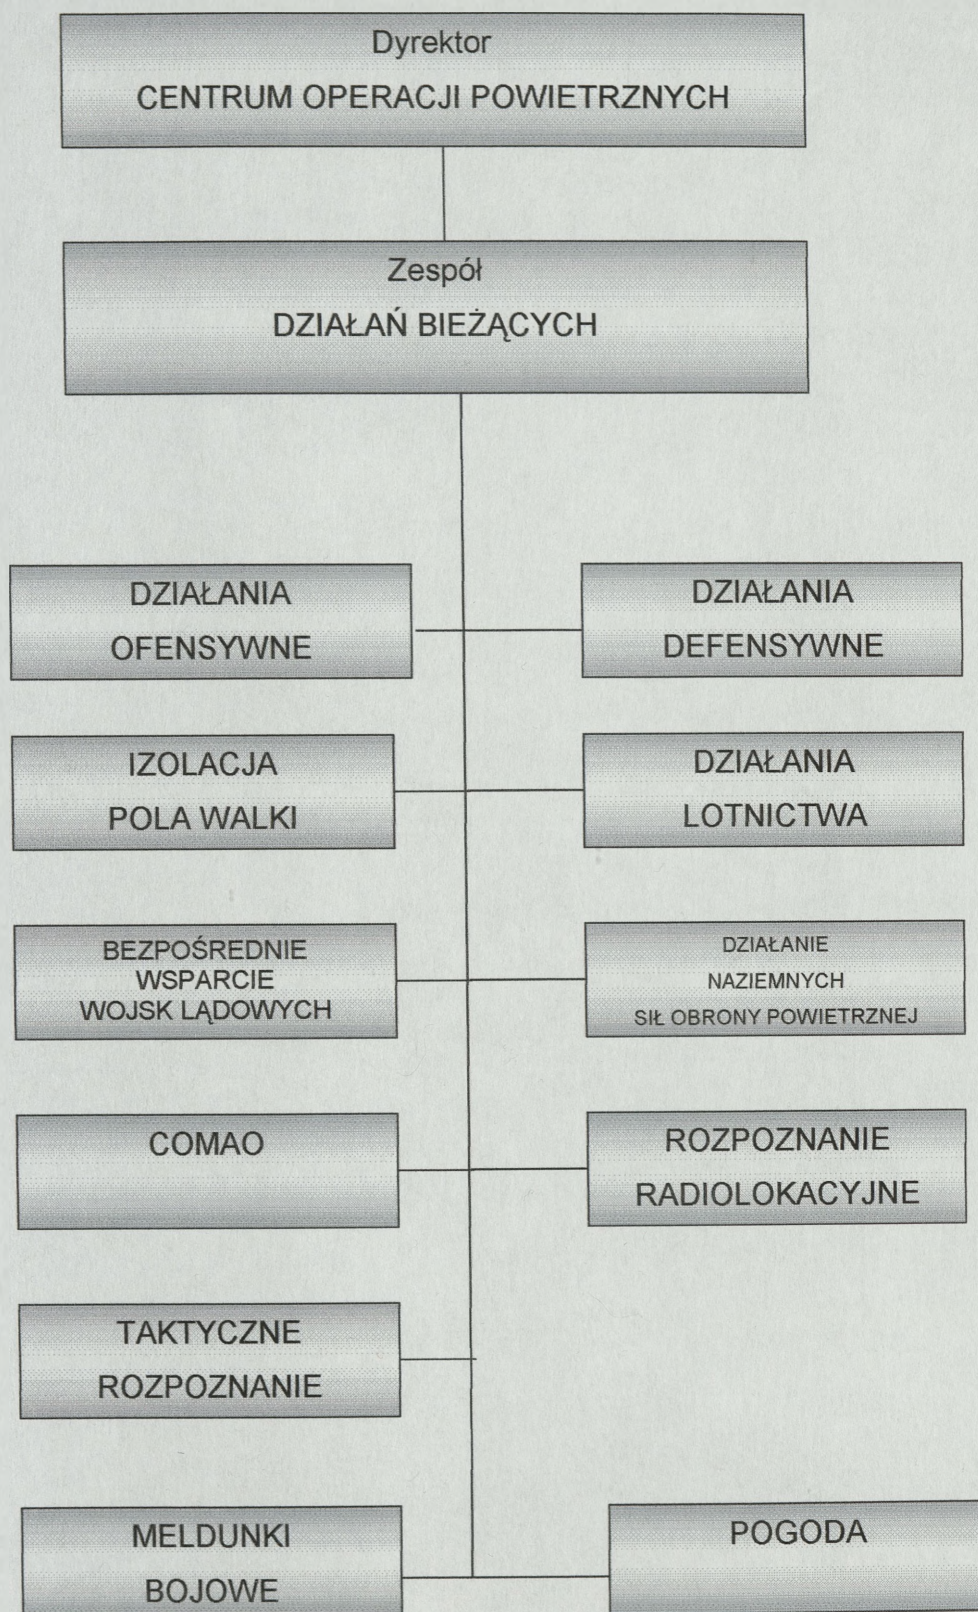 Dyrektor
CENTRUM OPERACJI POWIETRZNYCH
Zespół
DZIAŁAŃ BIEŻĄCYCH
DZIAŁANIA
OFENSYWNE
DZIAŁANIA
DEFENSYWNE
IZOLACJA
POLA WALKI
DZIAŁANIA
LOTNICTWA
BEZPOŚREDNIE
WSPARCIE
WOJSK LĄDOWYCH
DZIAŁANIE
NAZIEMNYCH
SIŁ OBRONY POWIETRZNEJ
COMAO
ROZPOZNANIE
RADIOLOKACYJNE
TAKTYCZNE
ROZPOZNANIE
MELDUNKI
BOJOWE
POGODA